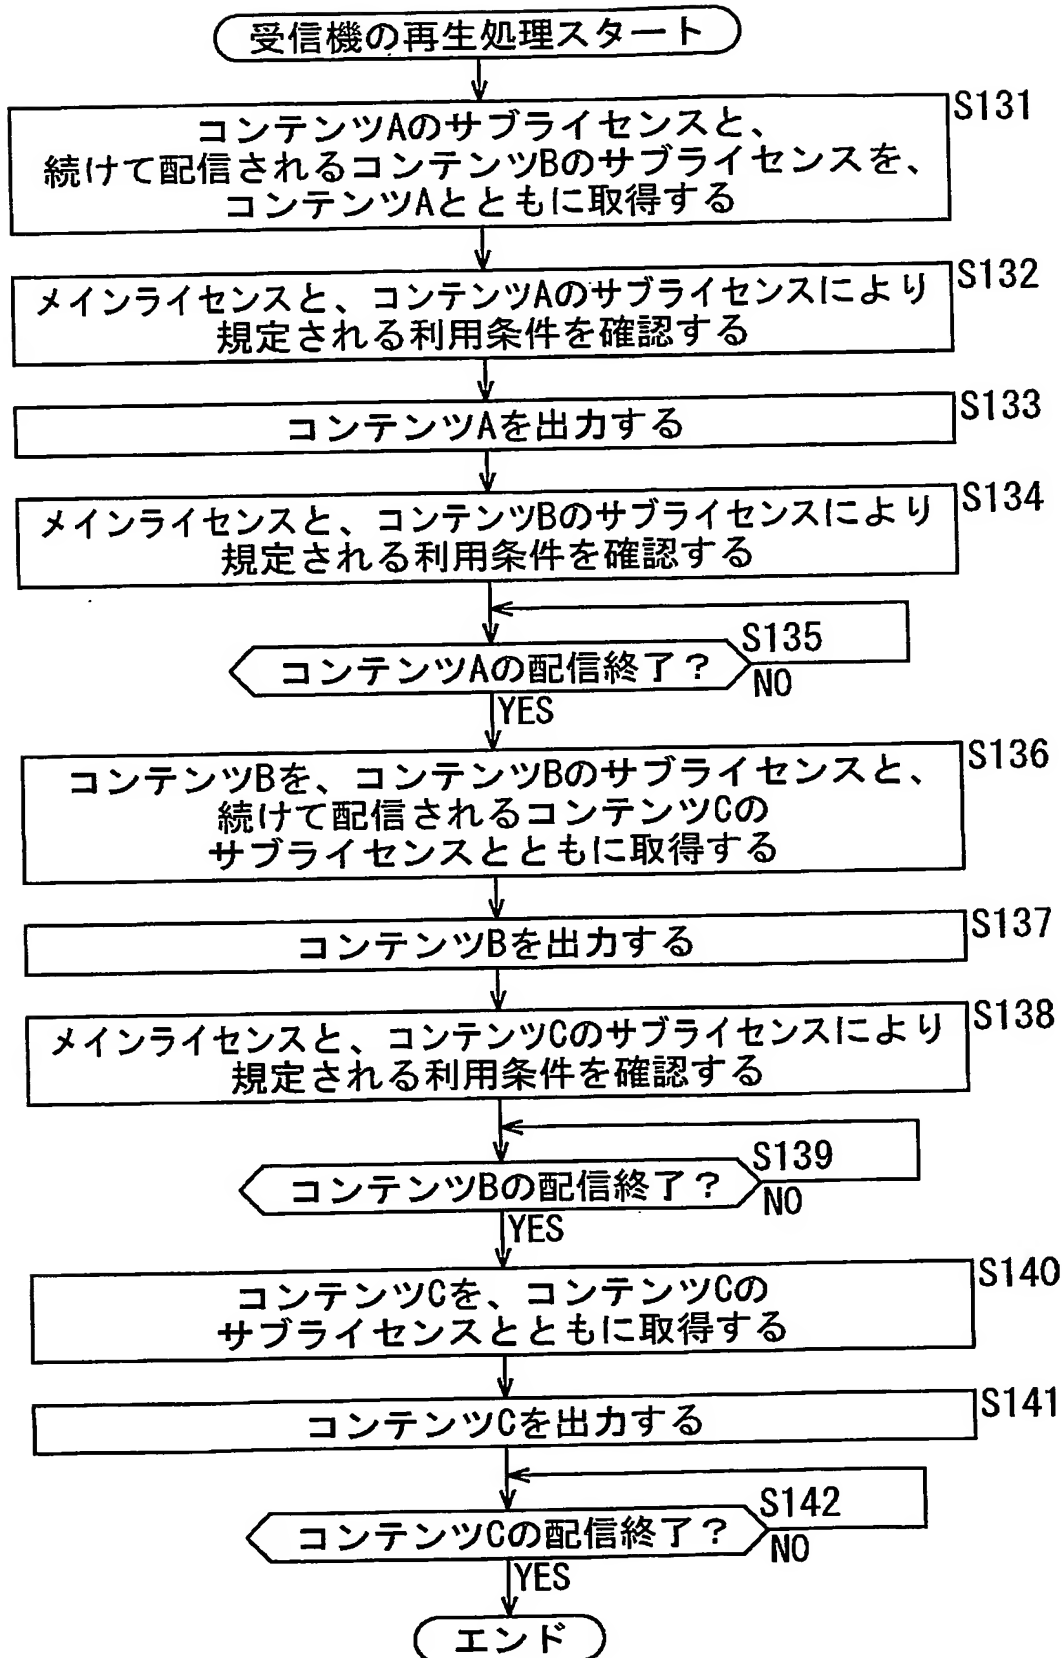 受信機の再生処理スタート
S131
コンテンツAのサブライセンスと、
続けて配信されるコンテンツBのサブライセンスを、
コンテンツAとともに取得する
S132
メインライセンスと、コンテンツAのサブライセンスにより
規定される利用条件を確認する
S133
コンテンツAを出力する
S134
メインライセンスと、コンテンツBのサブライセンスにより
規定される利用条件を確認する
S135
コンテンツAの配信終了?
NO
YES
S136
コンテンツBを、コンテンツBのサブライセンスと、
続けて配信されるコンテンツCの
サブライセンスとともに取得する
S137
コンテンツBを出力する
S138
メインライセンスと、コンテンツCのサブライセンスにより
規定される利用条件を確認する
S139
コンテンツBの配信終了?
NO
YES
S140
コンテンツCを、コンテンツCの
サブライセンスとともに取得する
S141
コンテンツCを出力する
S142
コンテンツCの配信終了?
NO
YES
エンド